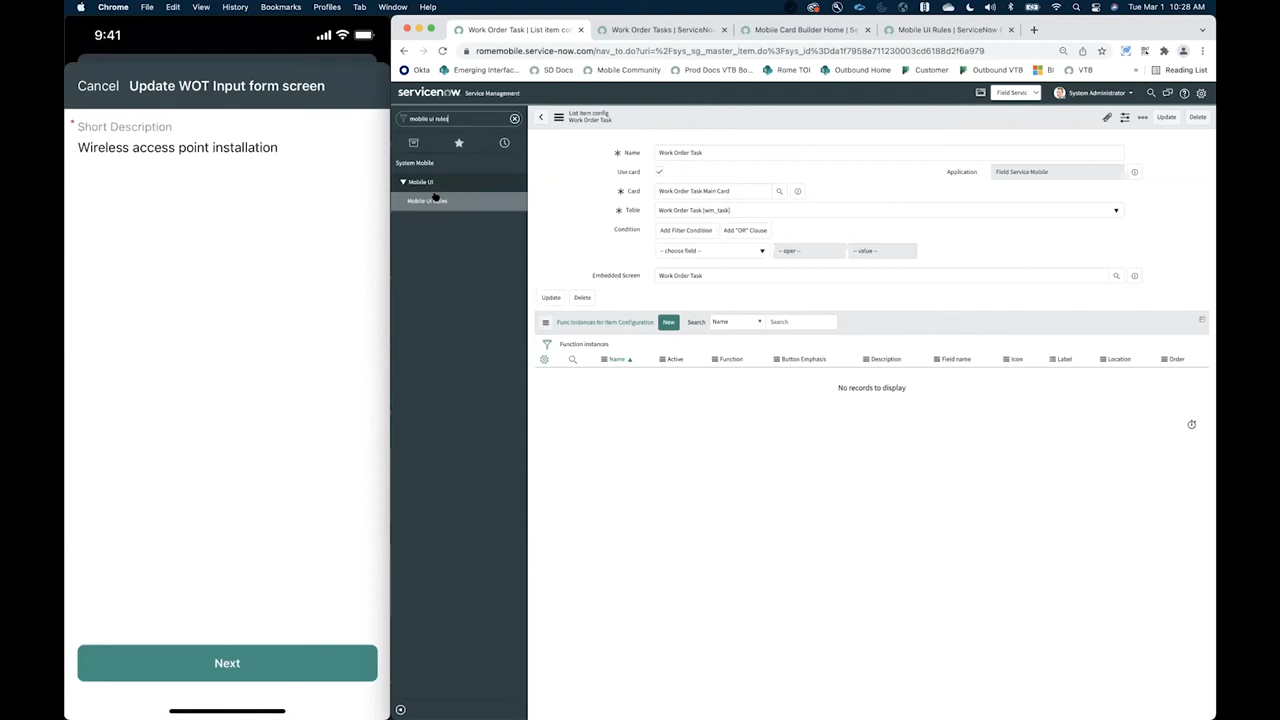 Chrome File Edit View History Bookmarks Profiles Tab Window Help
Tue Mar 1 10:28 AM
9:41
Cancel Update WOT Input form screen
* Short Description
Wireless access point installation
Next
Work Order Task | List item con
Work Order Tasks | ServiceNow
Mobile Card Builder Home | Se
Mobile Ui Rules | ServiceNow
romemobile.service-now.com/nav_to.do?uri=%2Fsys_sg_master_item.do%3Fsys_id%3Dda1f7958e711230003cd6188d2f6a979
Okta Emerging Interfac... SD Docs Mobile Community Prod Docs VTB Bo... Rome TOI Outbound Home Customer Outbound VTB Bi VTB » Reading List
servicenow Service Management
Field Servic
System Administrator
mobile ui rules
System Mobile
Mobile UI
Mobile Ui Rules
List item config
Work Order Task
Update Delete
* Name Work Order Task
Use card
Application Field Service Mobile
* Card Work Order Task Main Card
* Table Work Order Task [wm_task]
Condition Add Filter Condition Add "OR" Clause
-- choose field -- -- oper -- -- value --
Embedded Screen Work Order Task
Update Delete
Func Instances for Item Configuration New Search Name Search
Function instances
Name Active Function Button Emphasis Description Field name Icon Label Location Order
No records to display